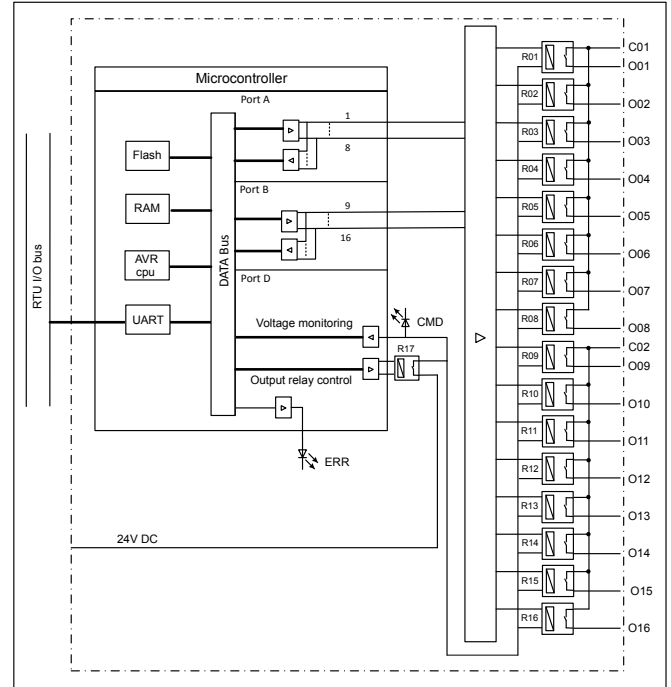 Microcontroller
Port A
1
8
Flash
Port B
RAM
9
16
AVR
cpu
DATA Bus
RTU I/O bus
Port D
UART
Voltage monitoring
CMD
R17
Output relay control
ERR
24V DC
R01
C01
O01
R02
O02
R03
O03
R04
O04
R05
O05
R06
O06
R07
O07
R08
O08
C02
R09
O09
R10
O10
R11
O11
R12
O12
R13
O13
R14
O14
R15
O15
R16
O16